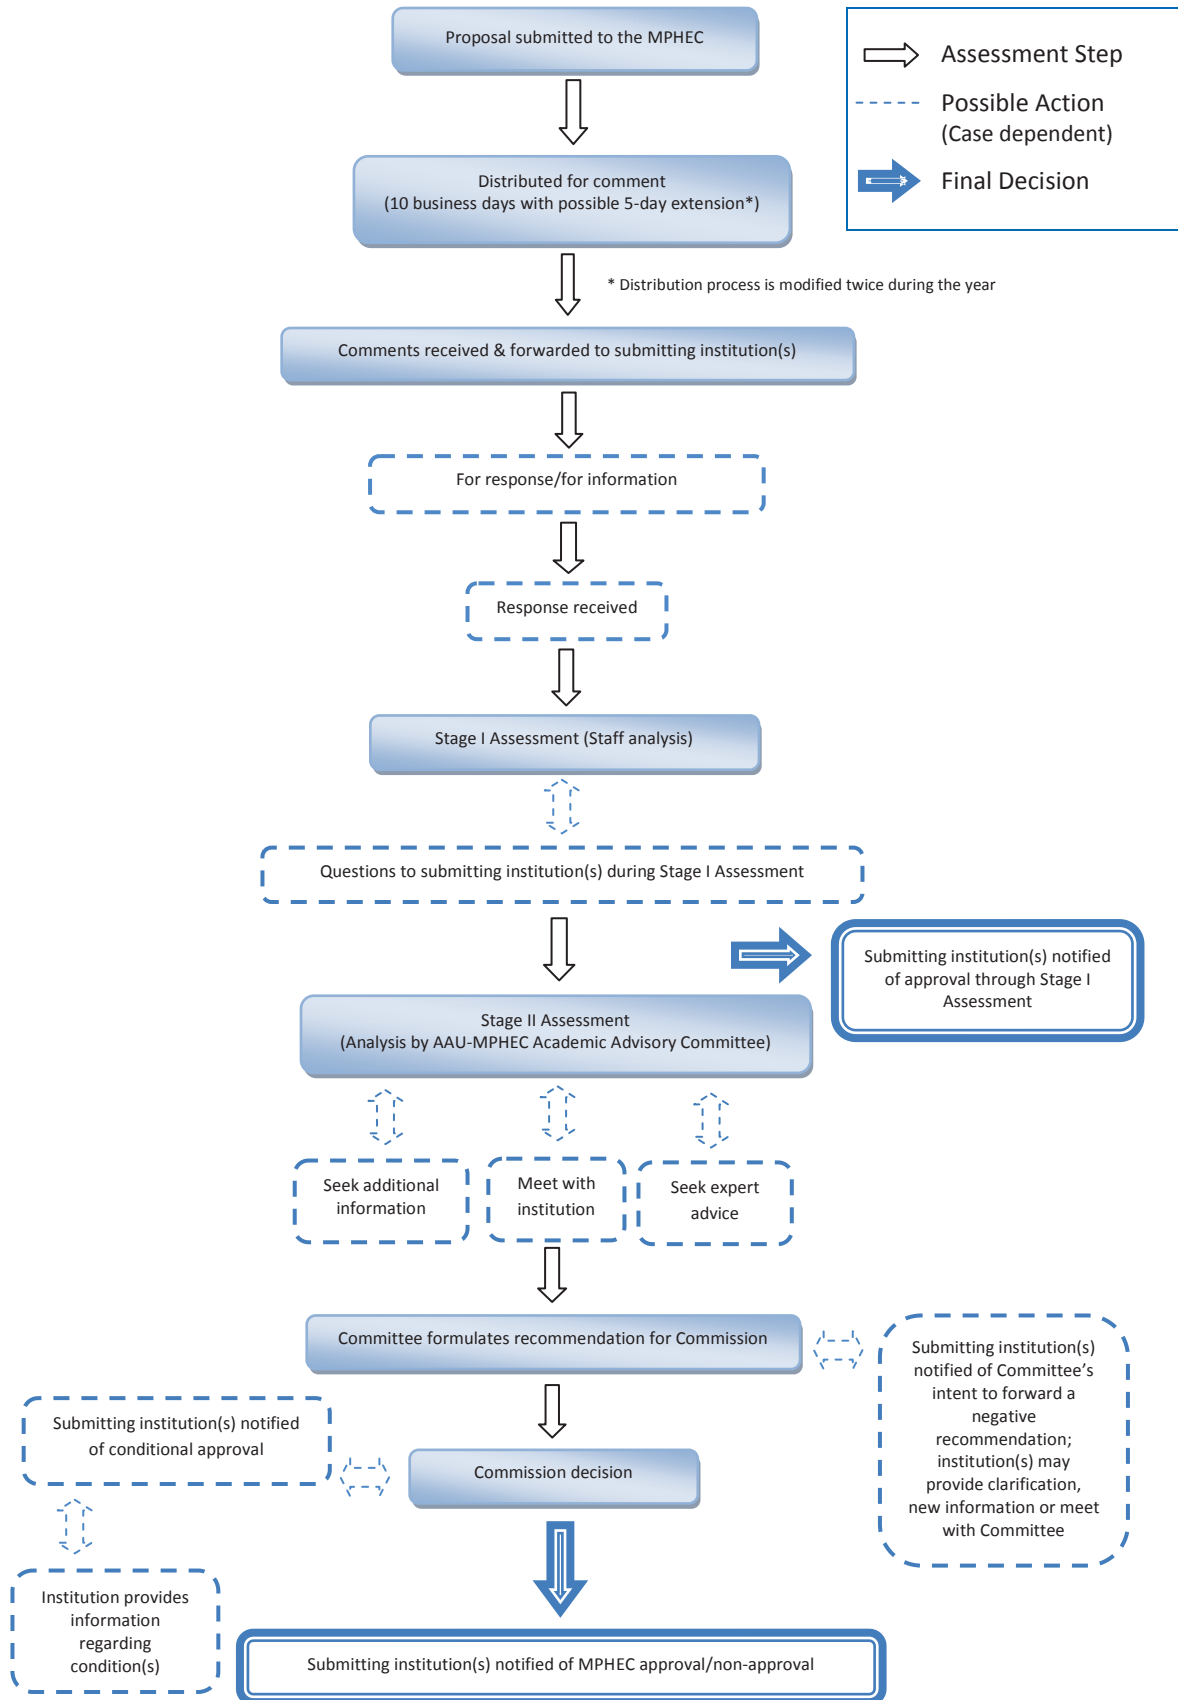 Proposal submitted to the MPHEC
Assessment Step
Possible Action
(Case dependent)
Final Decision
Distributed for comment
(10 business days with possible 5-day extension*)
* Distribution process is modified twice during the year
Comments received & forwarded to submitting institution(s)
For response/for information
Response received
Stage I Assessment (Staff analysis)
Questions to submitting institution(s) during Stage I Assessment
Submitting institution(s) notified
of approval through Stage I
Assessment
Stage II Assessment
(Analysis by AAU-MPHEC Academic Advisory Committee)
Seek additional
information
Meet with
institution
Seek expert
advice
Committee formulates recommendation for Commission
Submitting institution(s)
notified of Committee’s
intent to forward a
negative
recommendation;
institution(s) may
provide clarification,
new information or meet
with Committee
Submitting institution(s) notified
of conditional approval
Commission decision
Institution provides
information
regarding
condition(s)
Submitting institution(s) notified of MPHEC approval/non-approval